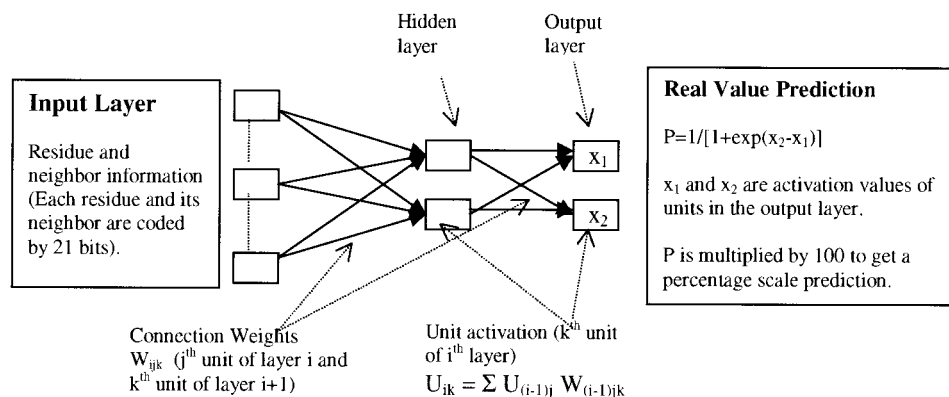 Hidden
layer
Output
layer
Input Layer
Residue and
neighbor information
(Each residue and its
neighbor are coded
by 21 bits).
x₁
x₂
Real Value Prediction
P=1/[1+exp(x₂-x₁)]
x₁ and x₂ are activation values of
units in the output layer.
P is multiplied by 100 to get a
percentage scale prediction.
Connection Weights
Wᵢⱼₖ (jᵗʰ unit of layer i and
kᵗʰ unit of layer i+1)
Unit activation (kᵗʰ unit
of iᵗʰ layer)
Uᵢₖ = Σ U₍ᵢ₋₁₎ⱼ W₍ᵢ₋₁₎ⱼₖ